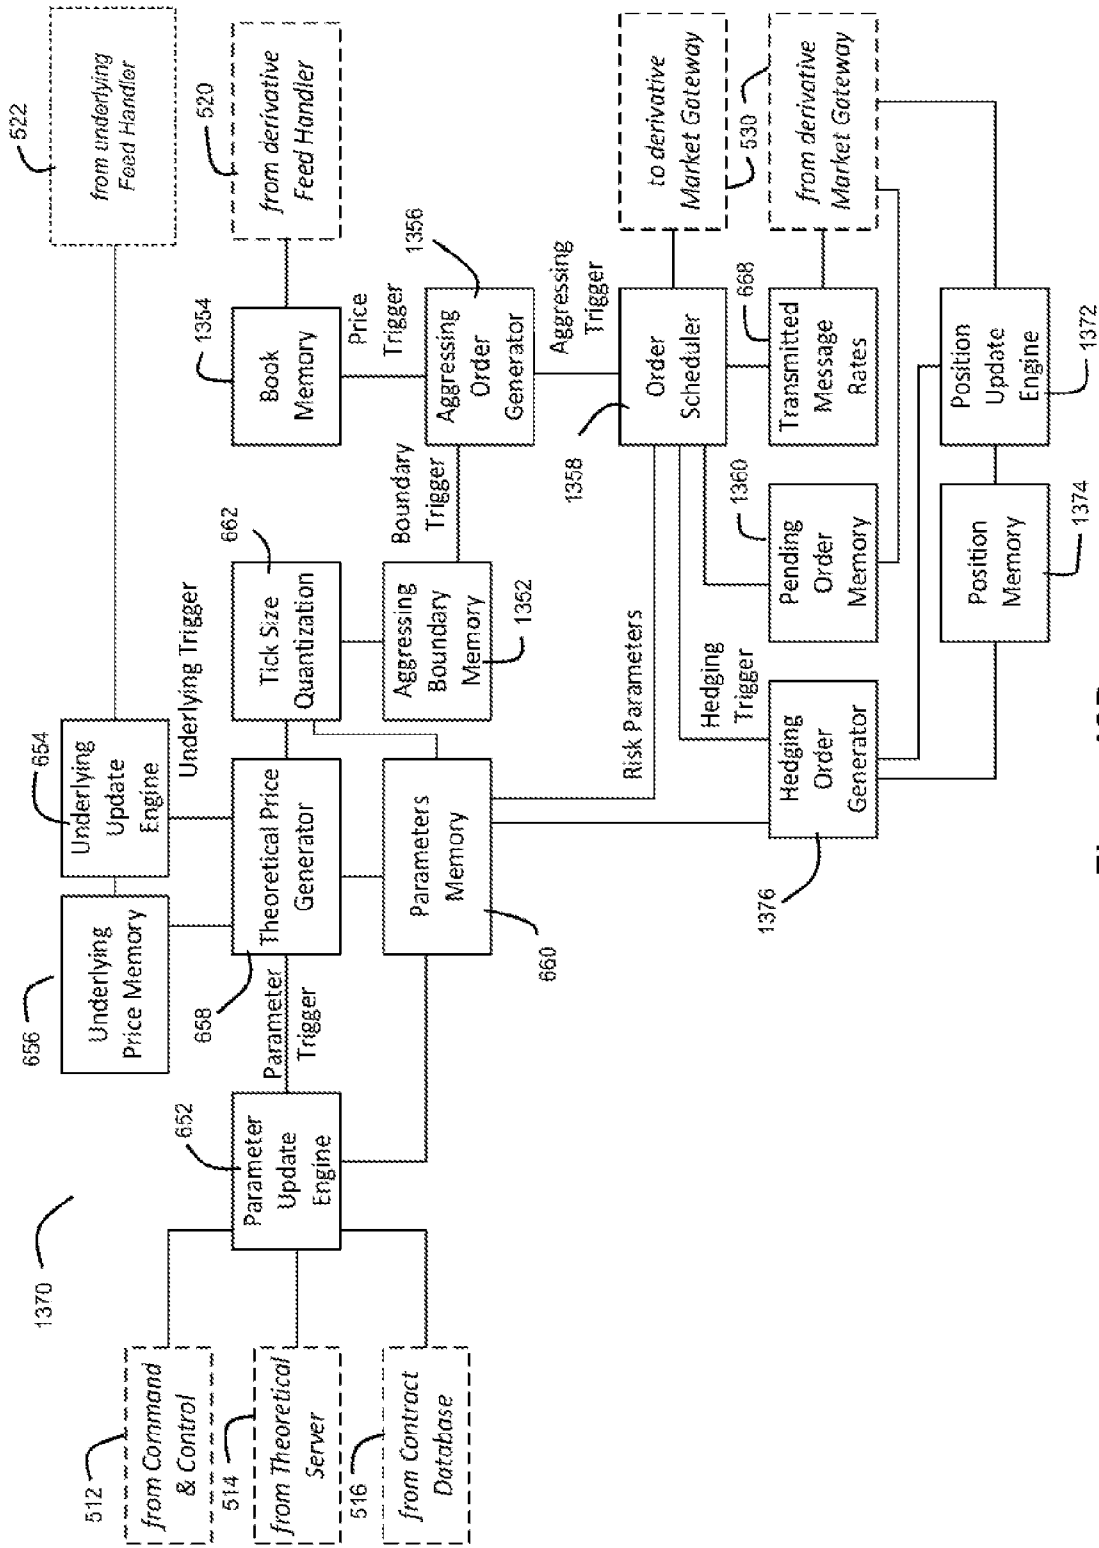 1370
512
from Command
& Control
514
from Theoretical
Server
516
from Contract
Database
652
Parameter
Update
Engine
Parameter
Trigger
656
Underlying
Price Memory
654
Underlying
Update
Engine
Underlying Trigger
522
from underlying
Feed Handler
658
Theoretical Price
Generator
662
Tick Size
Quantization
1354
Book
Memory
520
from derivative
Feed Handler
Price
Trigger
660
Parameters
Memory
Aggressing
Boundary
Memory
1352
Boundary
Trigger
1356
Aggressing
Order
Generator
Aggressing
Trigger
Risk Parameters
1358
Order
Scheduler
to derivative
Market Gateway
530
Hedging
Trigger
1376
Hedging
Order
Generator
1360
Pending
Order
Memory
668
Transmitted
Message
Rates
from derivative
Market Gateway
Position
Memory
1374
Position
Update
Engine
1372